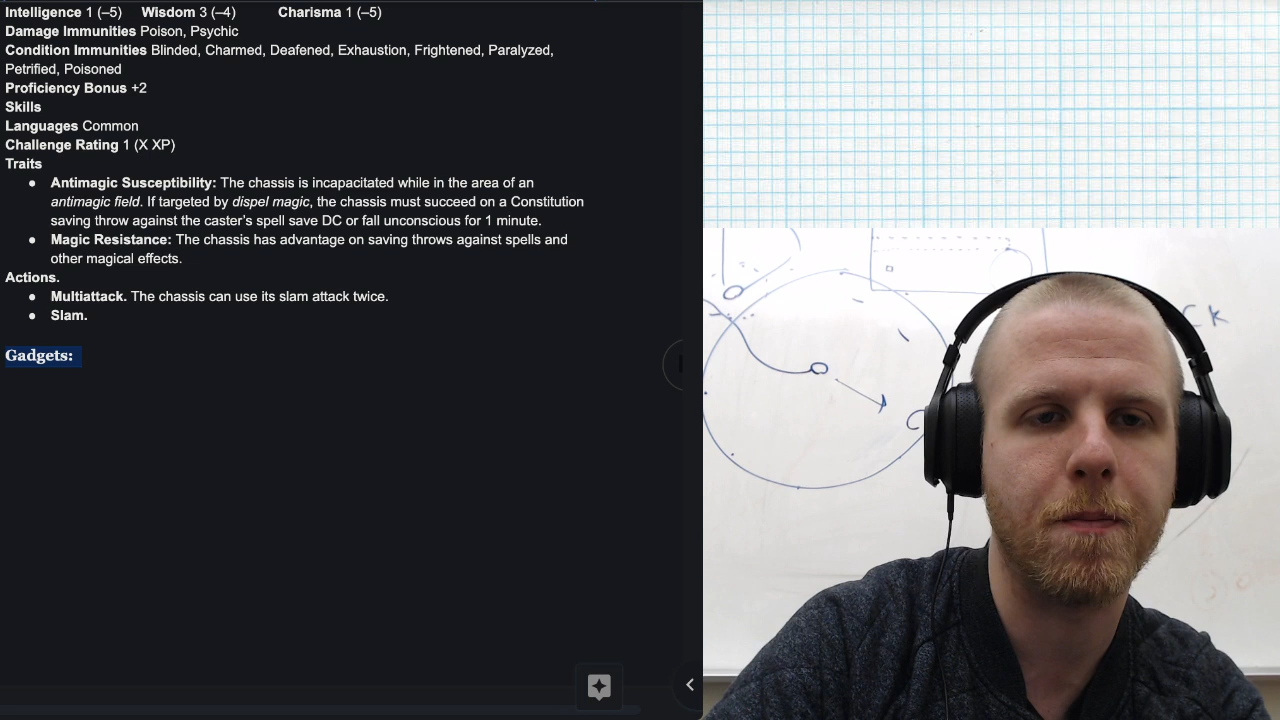 Intelligence 1 (–5) Wisdom 3 (–4) Charisma 1 (–5)
Damage Immunities Poison, Psychic
Condition Immunities Blinded, Charmed, Deafened, Exhaustion, Frightened, Paralyzed,
Petrified, Poisoned
Proficiency Bonus +2
Skills
Languages Common
Challenge Rating 1 (X XP)
Traits
● Antimagic Susceptibility: The chassis is incapacitated while in the area of an
antimagic field. If targeted by dispel magic, the chassis must succeed on a Constitution
saving throw against the caster’s spell save DC or fall unconscious for 1 minute.
● Magic Resistance: The chassis has advantage on saving throws against spells and
other magical effects.
Actions.
● Multiattack. The chassis can use its slam attack twice.
● Slam.
Gadgets: